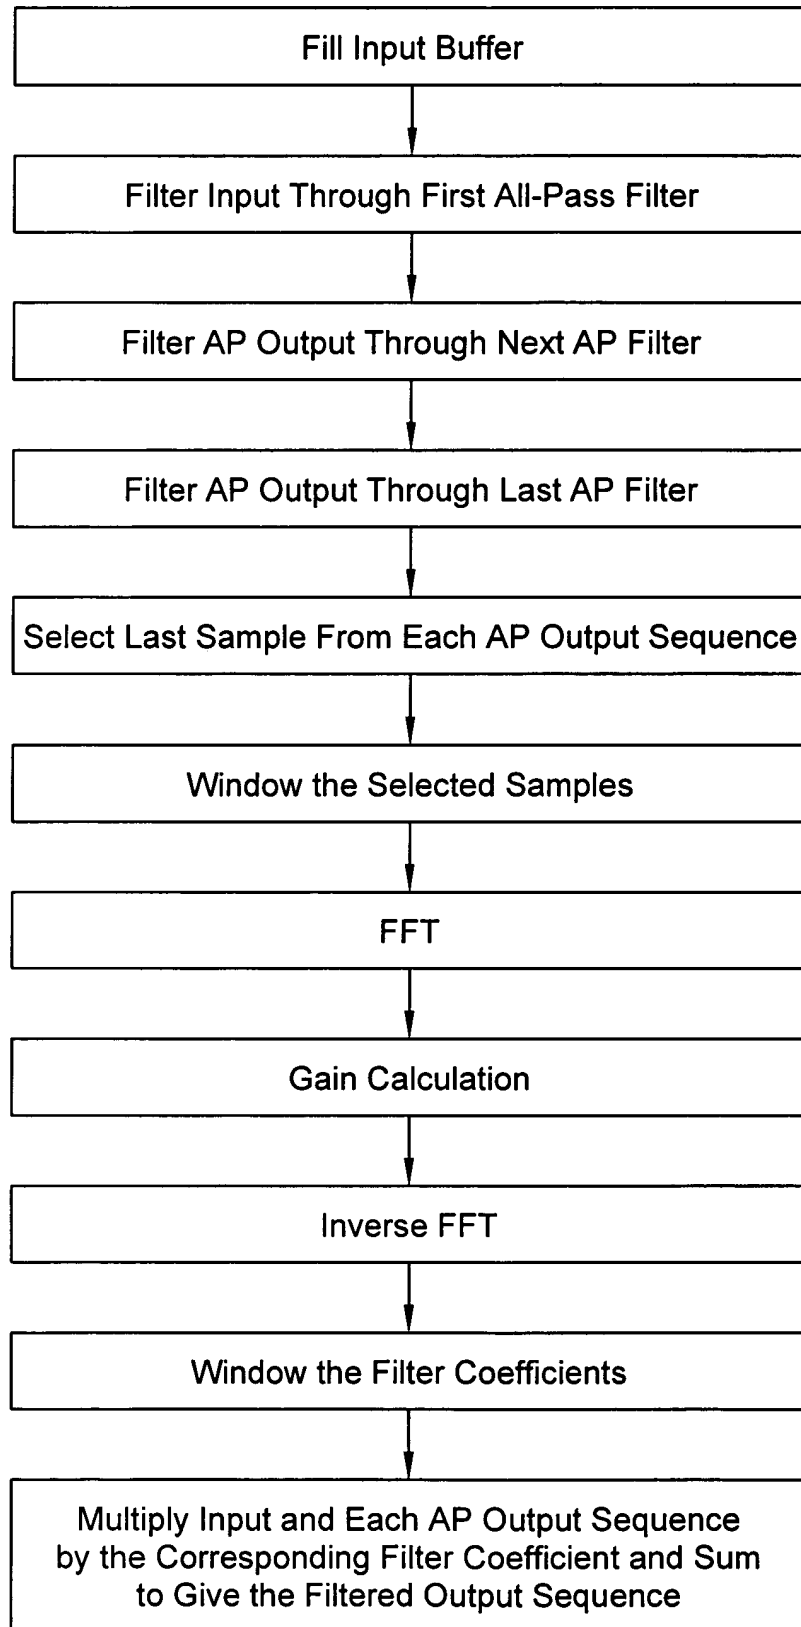 Fill Input Buffer
Filter Input Through First All-Pass Filter
Filter AP Output Through Next AP Filter
Filter AP Output Through Last AP Filter
Select Last Sample From Each AP Output Sequence
Window the Selected Samples
FFT
Gain Calculation
Inverse FFT
Window the Filter Coefficients
Multiply Input and Each AP Output Sequence
by the Corresponding Filter Coefficient and Sum
to Give the Filtered Output Sequence